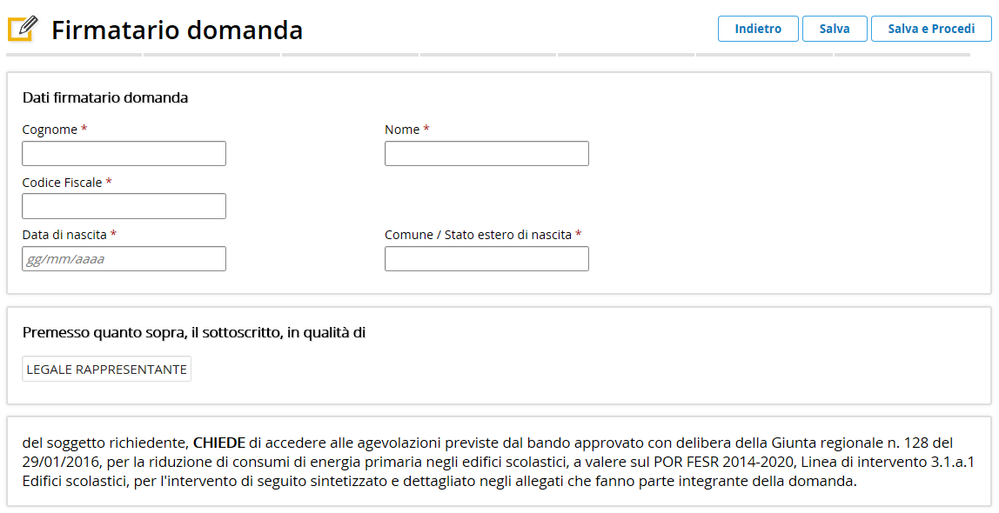 Firmatario domanda
Indietro
Salva
Salva e Procedi
Dati firmatario domanda
Cognome *
Nome *
Codice Fiscale *
Data di nascita *
Comune / Stato estero di nascita *
gg/mm/aaaa
Premesso quanto sopra, il sottoscritto, in qualità di
LEGALE RAPPRESENTANTE
del soggetto richiedente, CHIEDE di accedere alle agevolazioni previste dal bando approvato con delibera della Giunta regionale n. 128 del
29/01/2016, per la riduzione di consumi di energia primaria negli edifici scolastici, a valere sul POR FESR 2014-2020, Linea di intervento 3.1.a.1
Edifici scolastici, per l'intervento di seguito sintetizzato e dettagliato negli allegati che fanno parte integrante della domanda.